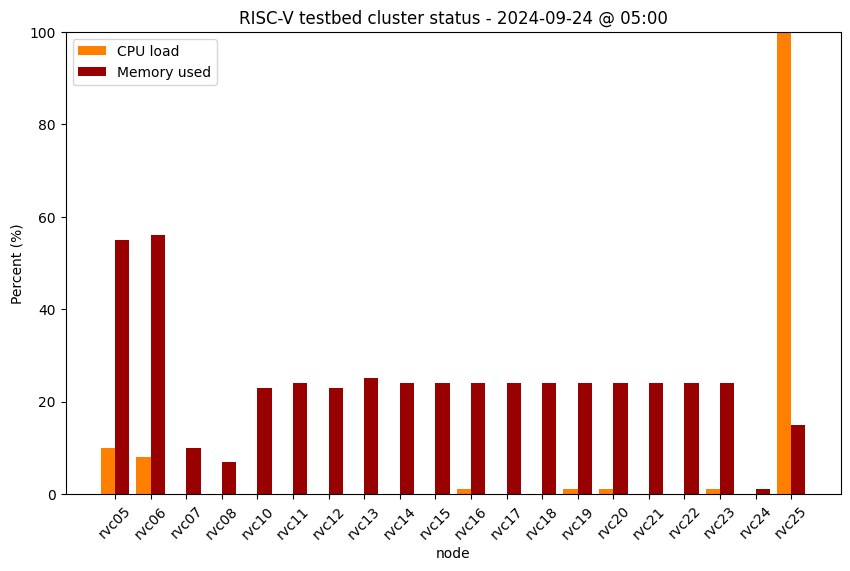 RISC-V testbed cluster status - 2024-09-24 @ 05:00
CPU load
Memory used
Percent (%)
100
80
60
40
20
0
rvc05
rvc06
rvc07
rvc08
rvc10
rvc11
rvc12
rvc13
rvc14
rvc15
rvc16
rvc17
rvc18
rvc19
rvc20
rvc21
rvc22
rvc23
rvc24
rvc25
node